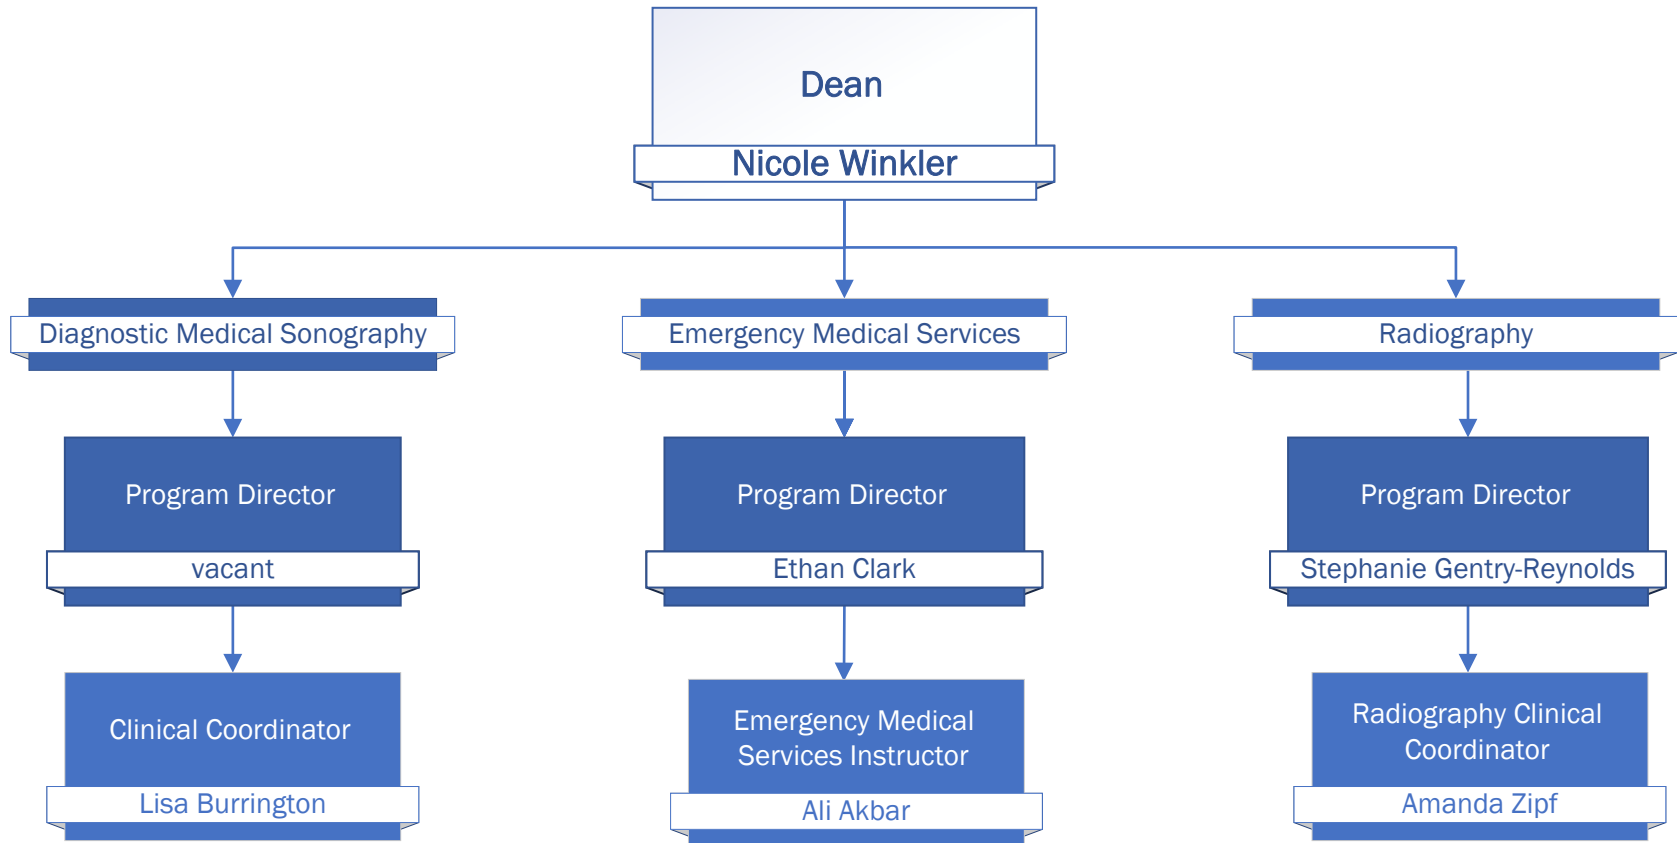 Dean
Nicole Winkler
Diagnostic Medical Sonography
Emergency Medical Services
Radiography
Program Director
vacant
Program Director
Ethan Clark
Program Director
Stephanie Gentry-Reynolds
Clinical Coordinator
Lisa Burrington
Emergency Medical
Services Instructor
Ali Akbar
Radiography Clinical
Coordinator
Amanda Zipf